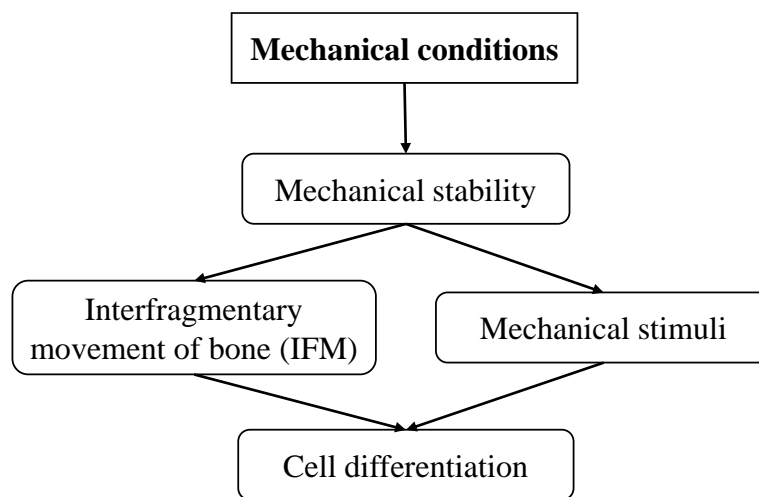 Mechanical conditions
Mechanical stability
Interfragmentary
movement of bone (IFM)
Mechanical stimuli
Cell differentiation